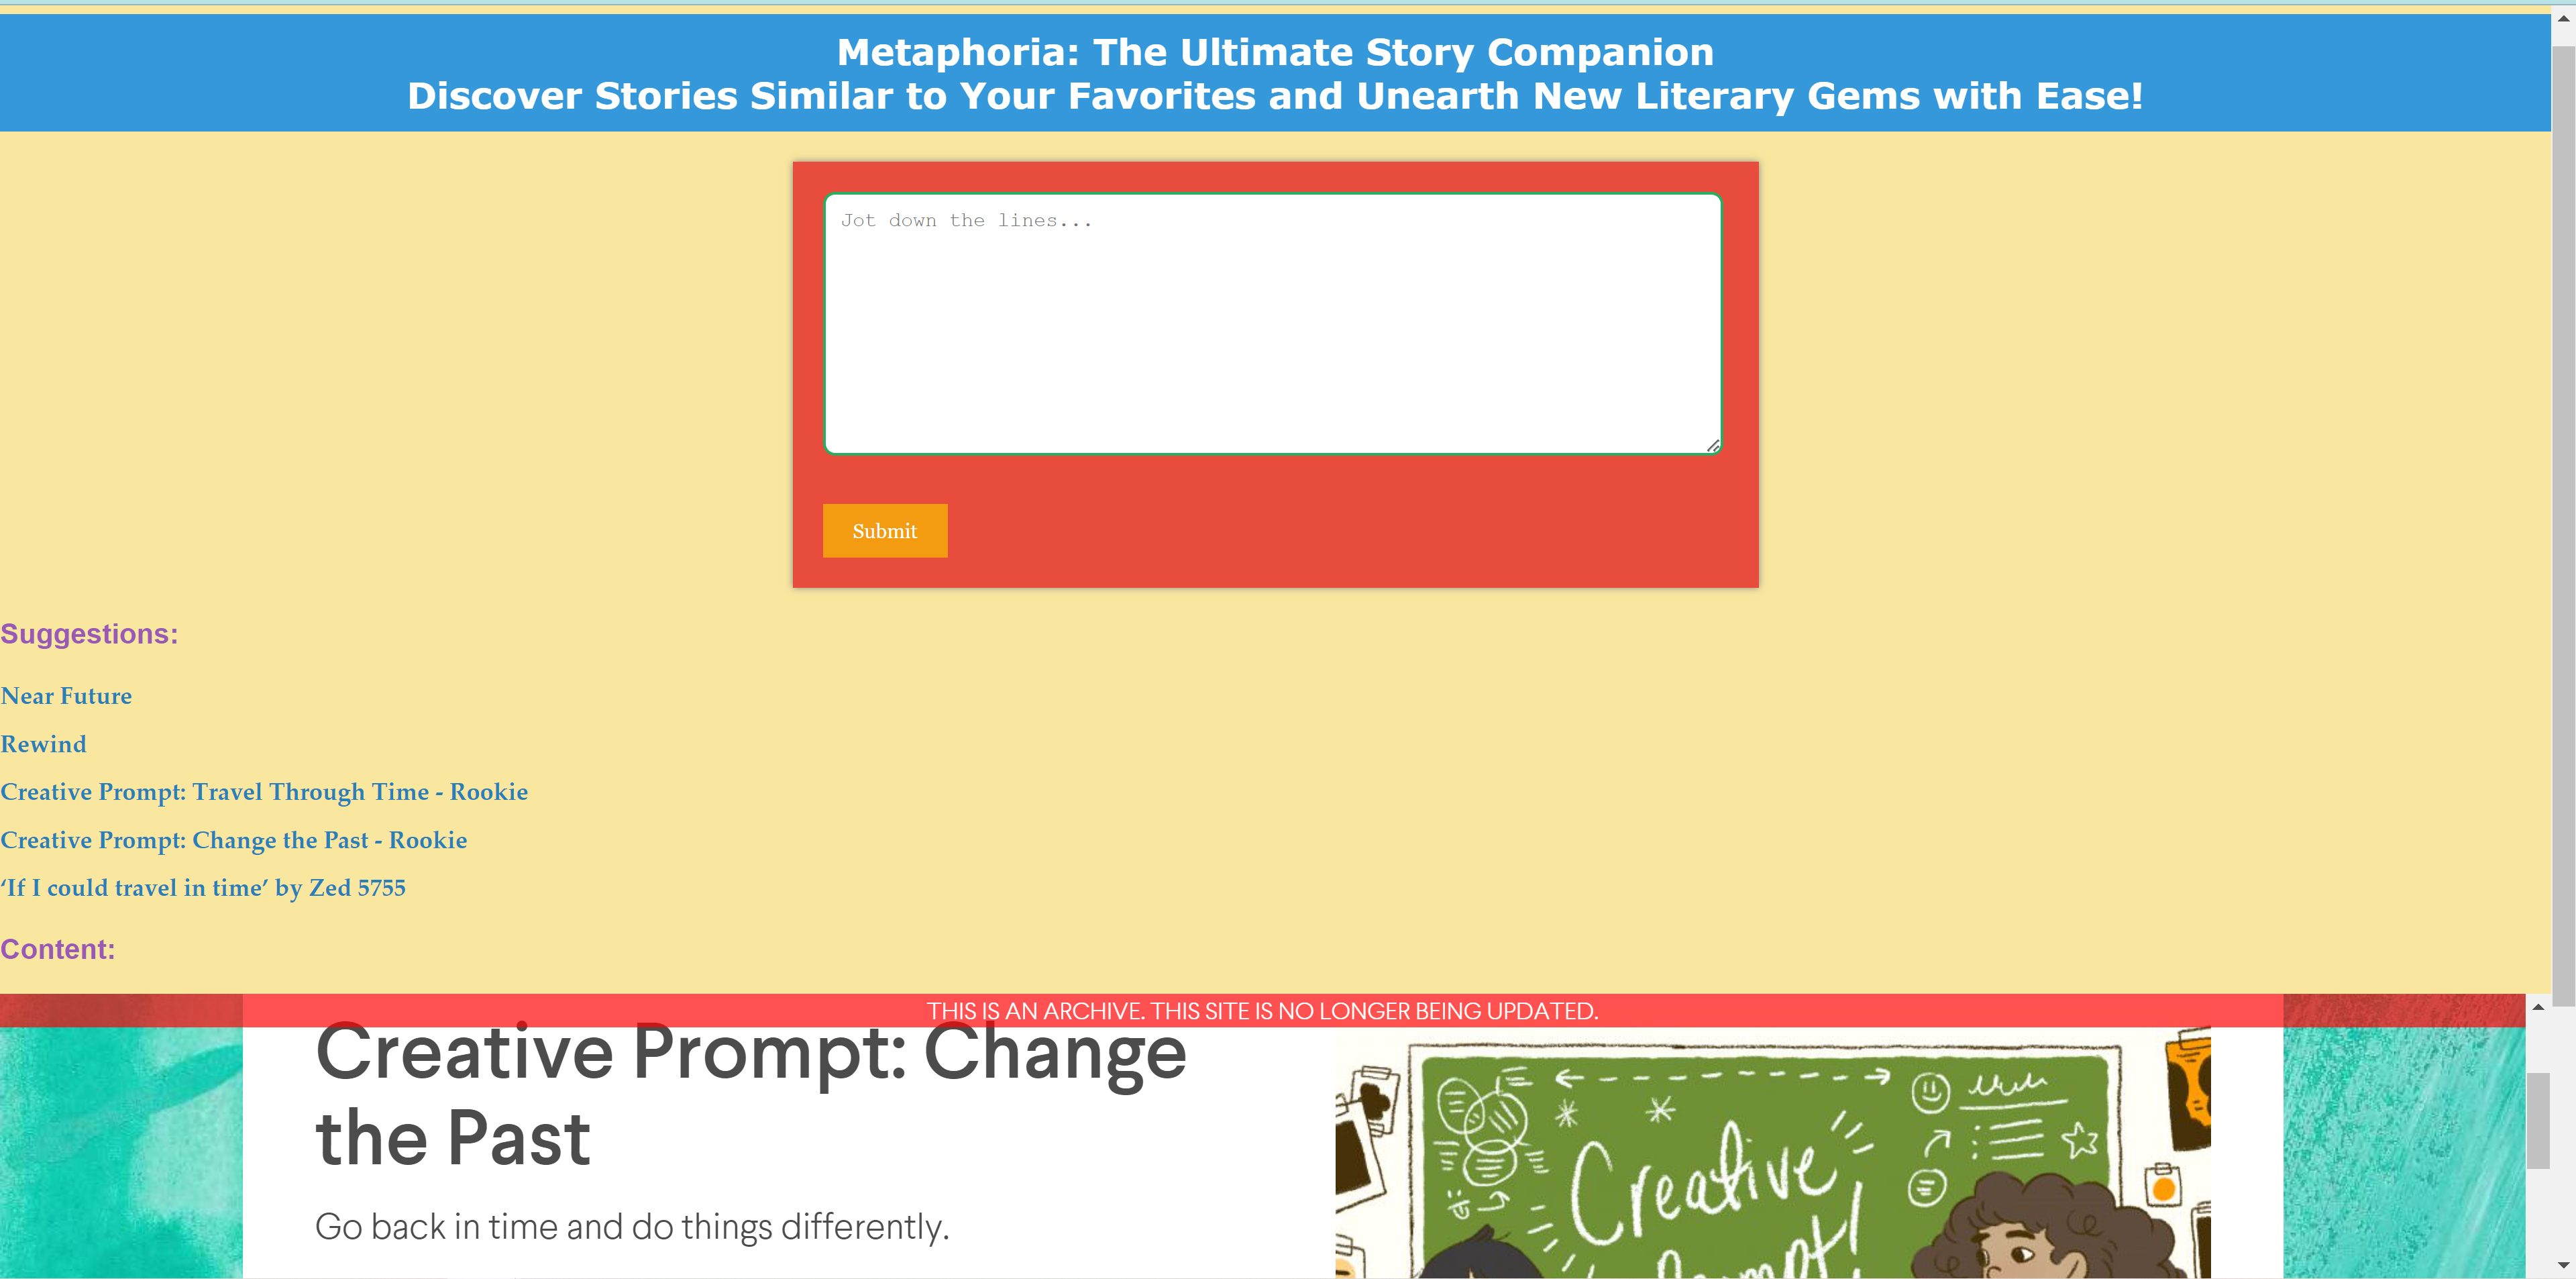 Metaphoria: The Ultimate Story Companion
Discover Stories Similar to Your Favorites and Unearth New Literary Gems with Ease!
Jot down the lines...
Submit
Suggestions:
Near Future
Rewind
Creative Prompt: Travel Through Time - Rookie
Creative Prompt: Change the Past - Rookie
‘If I could travel in time’ by Zed 5755
Content:
THIS IS AN ARCHIVE. THIS SITE IS NO LONGER BEING UPDATED.
Creative Prompt: Change
the Past
Go back in time and do things differently.
Creative
Prompt!